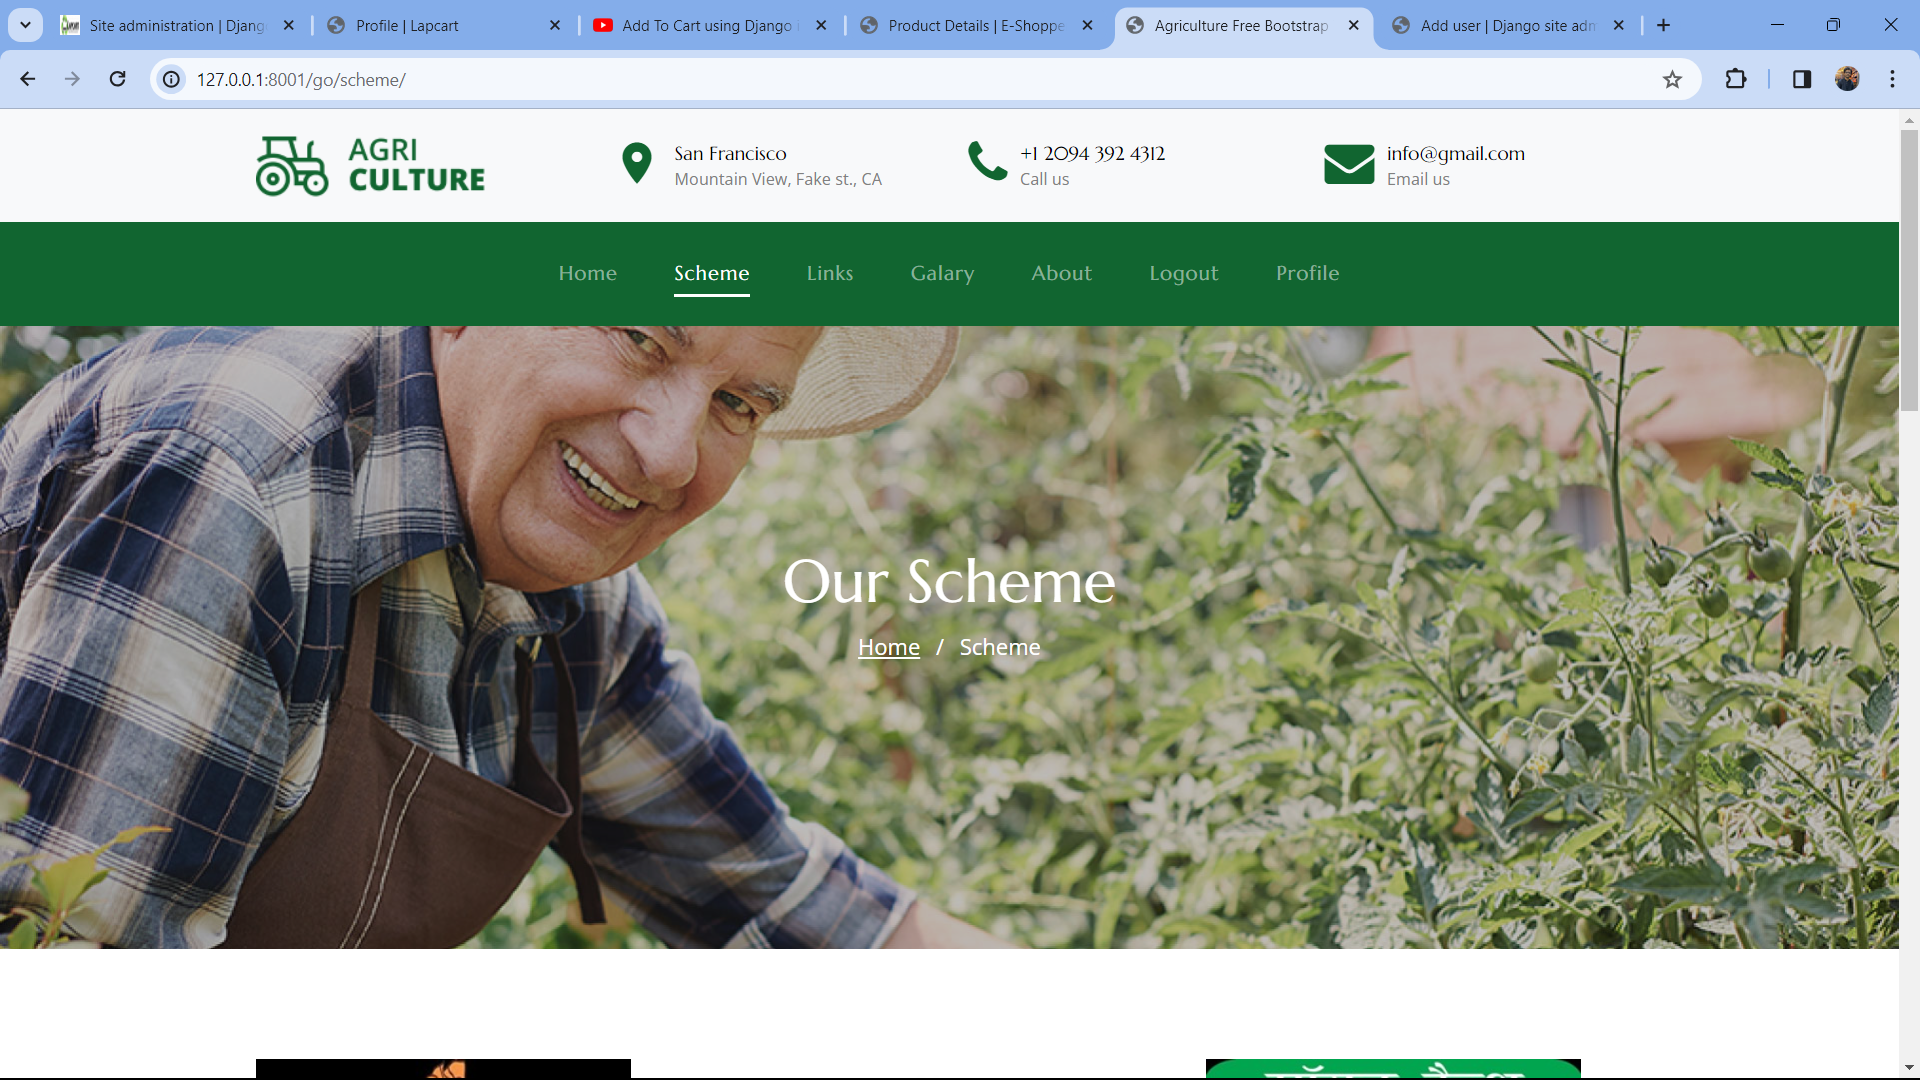 Site administration | Djang
Profile | Lapcart
Add To Cart using Django
Product Details | E-Shoppe
Agriculture Free Bootstrap
Add user | Django site adm
127.0.0.1:8001/go/scheme/
AGRI
CULTURE
San Francisco
Mountain View, Fake st., CA
+1 2094 392 4312
Call us
info@gmail.com
Email us
Home
Scheme
Links
Galary
About
Logout
Profile
Our Scheme
Home / Scheme